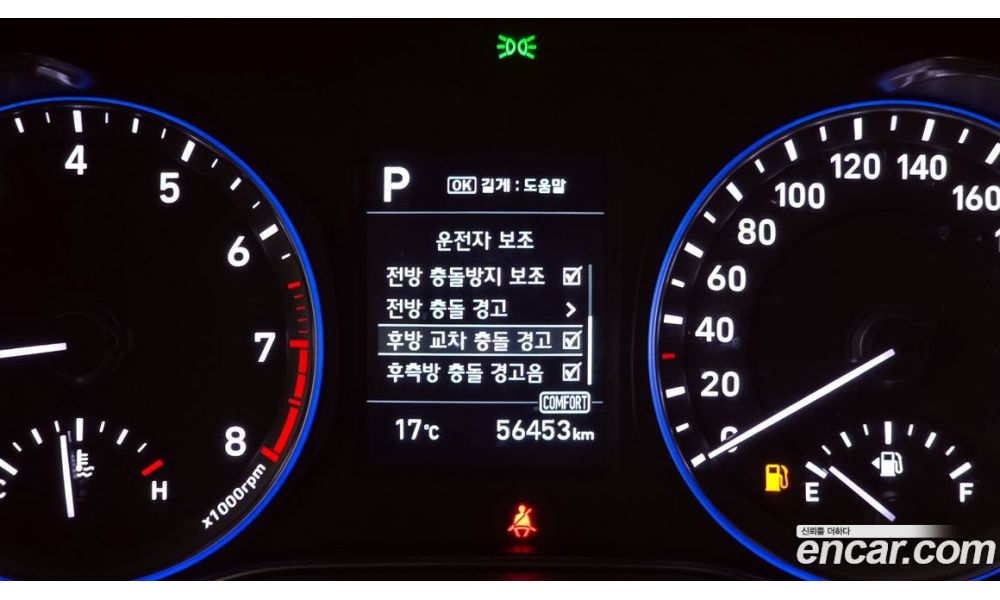 4
5
6
7
8
x1000rpm
C
H
P
OK 길게 : 도움말
운전자 보조
전방 충돌방지 보조
전방 충돌 경고 >
후방 교차 충돌 경고
후측방 충돌 경고음
COMFORT
17℃ 56453km
0
20
40
60
80
100
120
140
160
E
F
신뢰를 더하다
encar.com